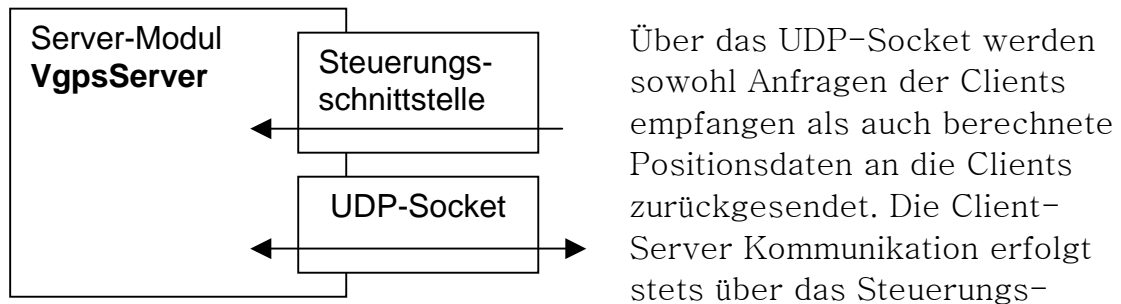 Server-Modul
VgpsServer
Steuerungs-
schnittstelle
UDP-Socket
Über das UDP-Socket werden
sowohl Anfragen der Clients
empfangen als auch berechnete
Positionsdaten an die Clients
zurückgesendet. Die Client-
Server Kommunikation erfolgt
stets über das Steuerungs-